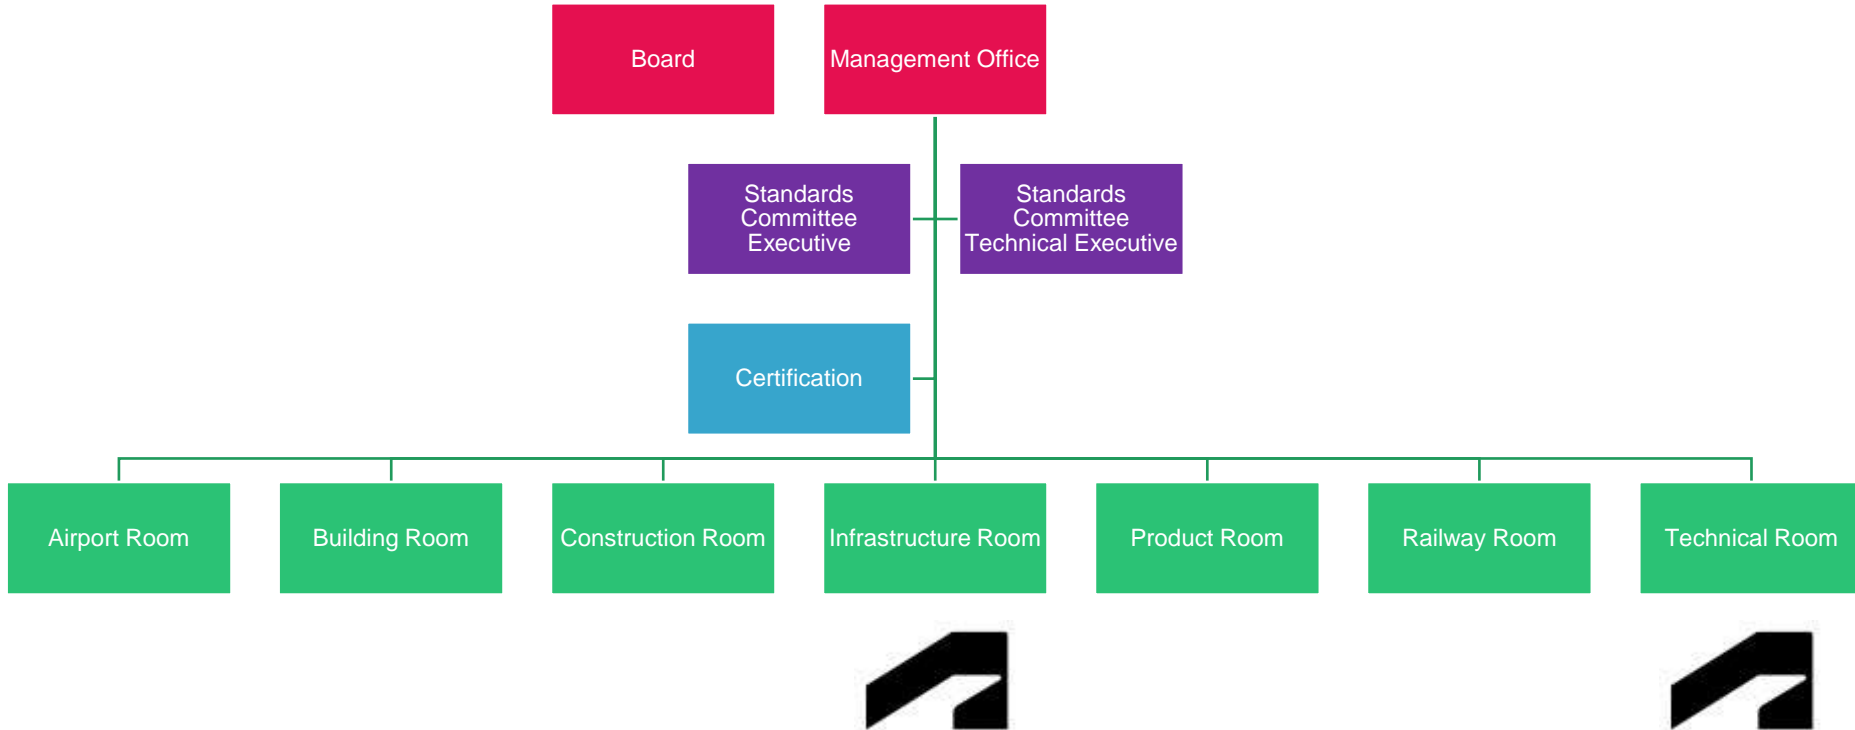 Board
Management Office
Standards
Committee
Executive
Standards
Committee
Technical Executive
Certification
Airport Room
Building Room
Construction Room
Infrastructure Room
Product Room
Railway Room
Technical Room